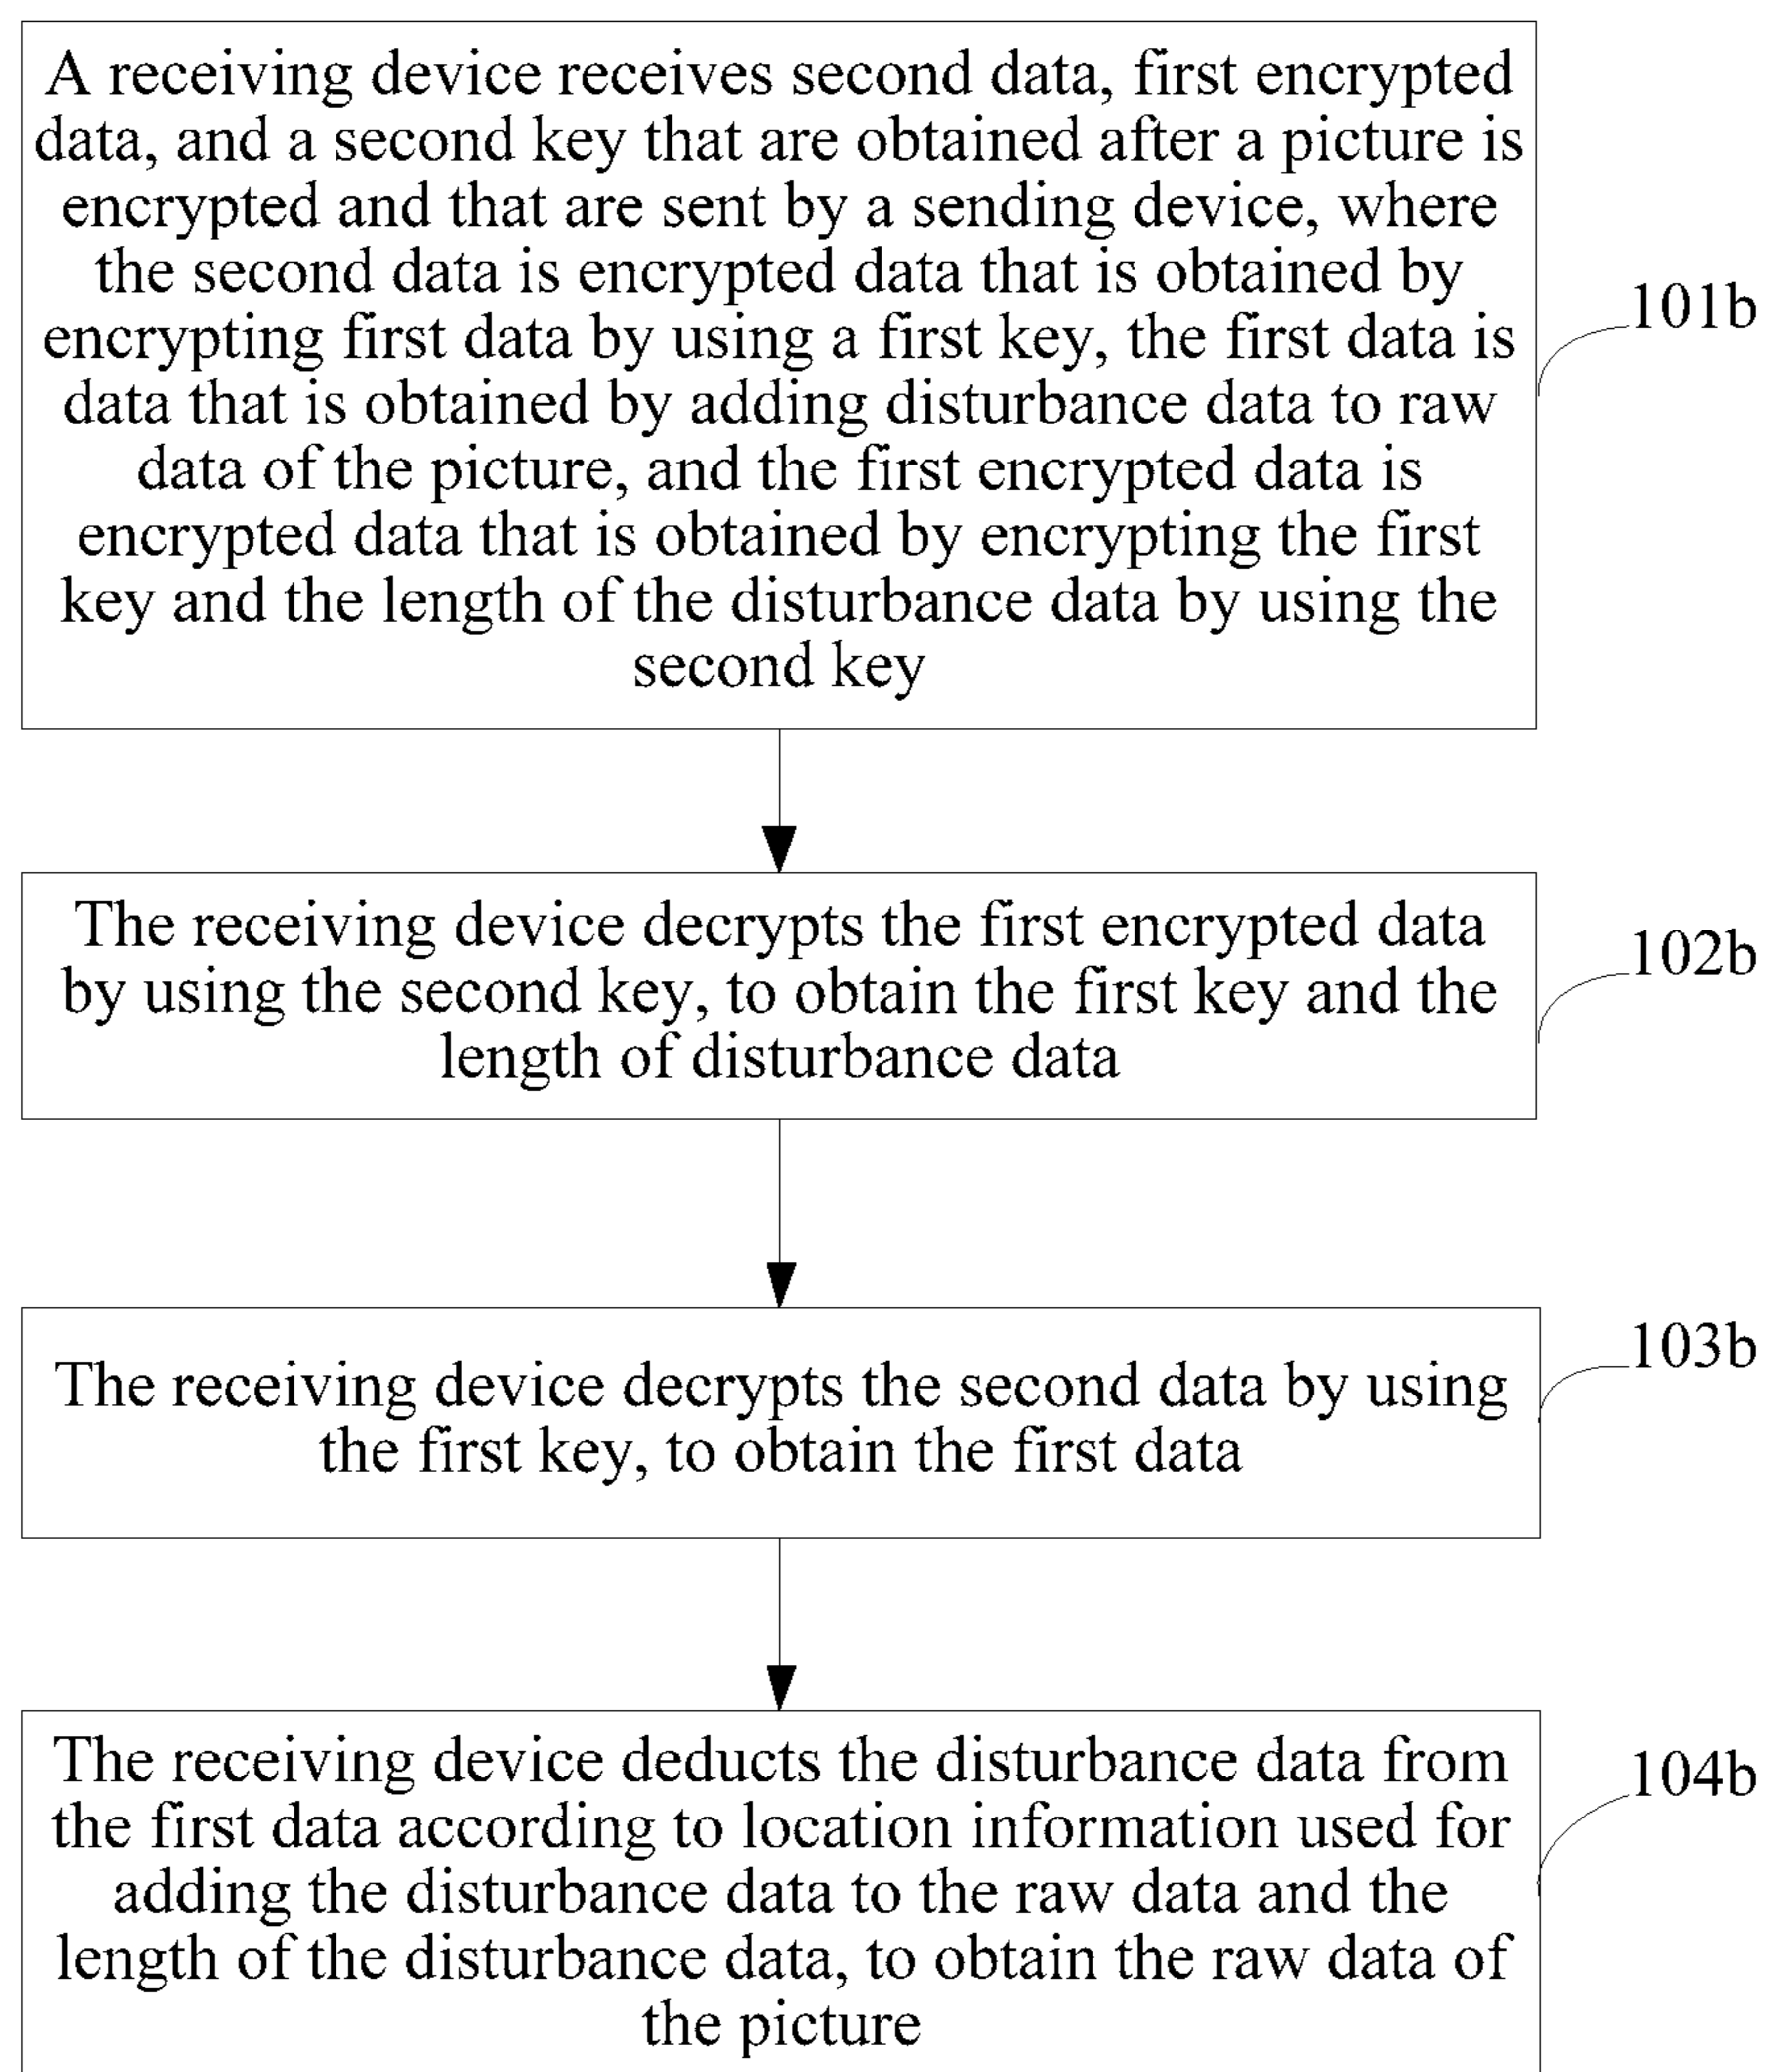 A receiving device receives second data, first encrypted
data, and a second key that are obtained after a picture is
encrypted and that are sent by a sending device, where
the second data is encrypted data that is obtained by
encrypting first data by using a first key, the first data is
data that is obtained by adding disturbance data to raw
data of the picture, and the first encrypted data is
encrypted data that is obtained by encrypting the first
key and the length of the disturbance data by using the
second key
101b
The receiving device decrypts the first encrypted data
by using the second key, to obtain the first key and the
length of disturbance data
102b
The receiving device decrypts the second data by using
the first key, to obtain the first data
103b
The receiving device deducts the disturbance data from
the first data according to location information used for
adding the disturbance data to the raw data and the
length of the disturbance data, to obtain the raw data of
the picture
104b